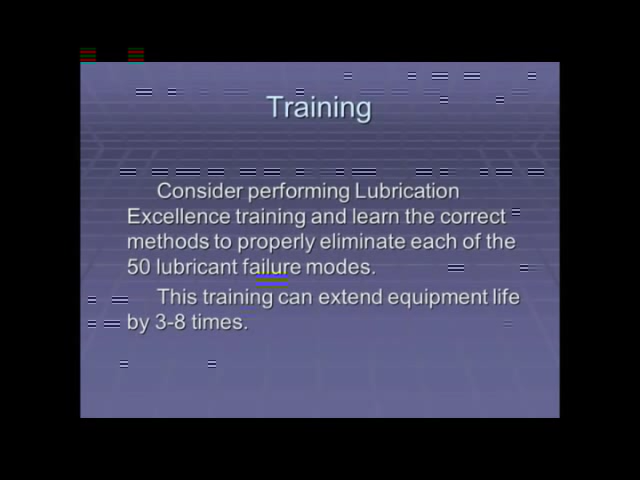 Training
Consider performing Lubrication
Excellence training and learn the correct
methods to properly eliminate each of the
50 lubricant failure modes.
This training can extend equipment life
by 3-8 times.